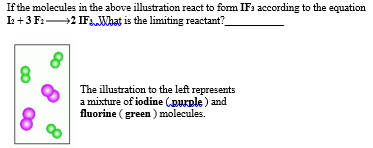 If the molecules in the above illustration react to form IF3 according to the equation
I2 + 3 F2 ⟶ 2 IF3. What is the limiting reactant?____________
The illustration to the left represents
a mixture of iodine ( purple ) and
fluorine ( green ) molecules.